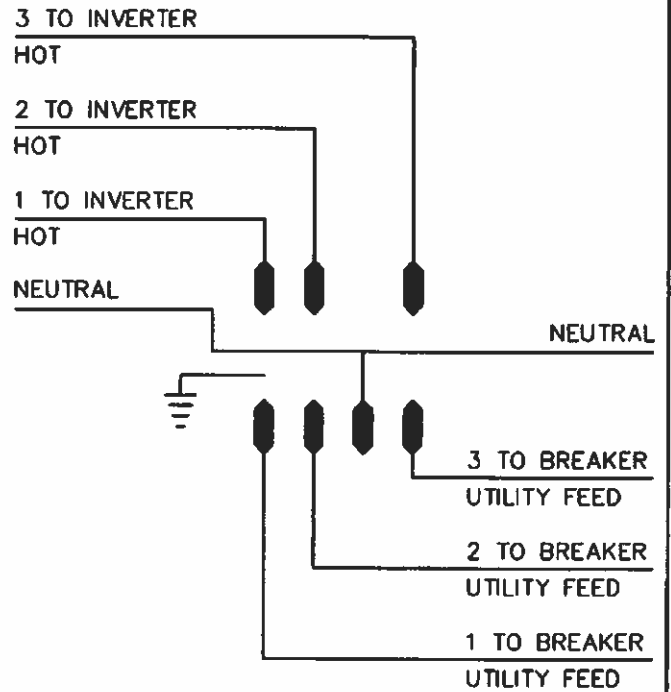 3 TO INVERTER
HOT
2 TO INVERTER
HOT
1 TO INVERTER
HOT
NEUTRAL
NEUTRAL
3 TO BREAKER
UTILITY FEED
2 TO BREAKER
UTILITY FEED
1 TO BREAKER
UTILITY FEED